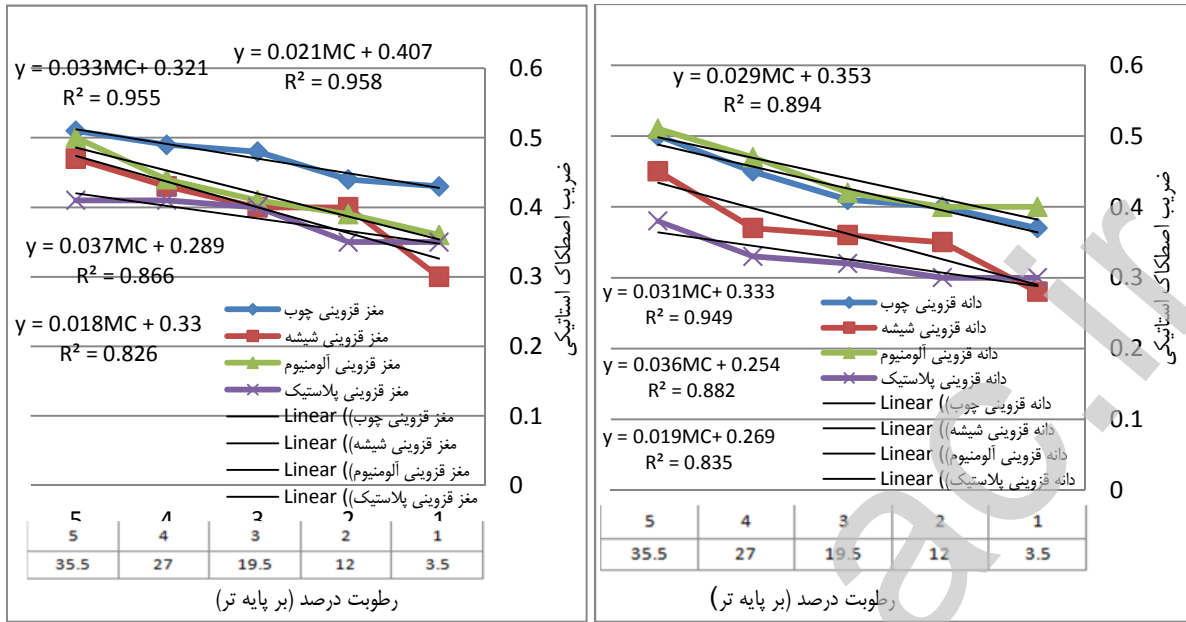 y = 0.021MC + 0.407
R² = 0.958
y = 0.033MC+ 0.321
R² = 0.955
y = 0.037MC + 0.289
R² = 0.866
y = 0.018MC + 0.33
R² = 0.826
مغز قزوینی چوب
مغز قزوینی شیشه
مغز قزوینی آلومنیوم
مغز قزوینی پلاستیک
Linear ((مغز قزوینی چوب
Linear ((مغز قزوینی شیشه
Linear ((مغز قزوینی آلومنیوم
Linear ((مغز قزوینی پلاستیک
0.6
0.5
0.4
0.3
0.2
0.1
0
ضریب اصطکاک استاتیکی
5 4 3 2 1
5 4 3 2 1
35.5 27 19.5 12 3.5
رطوبت درصد (بر پایه تر)
y = 0.029MC + 0.353
R² = 0.894
y = 0.031MC+ 0.333
R² = 0.949
y = 0.036MC + 0.254
R² = 0.882
y = 0.019MC+ 0.269
R² = 0.835
دانه قزوینی چوب
دانه قزوینی شیشه
دانه قزوینی آلومنیوم
دانه قزوینی پلاستیک
Linear ((دانه قزوینی چوب
Linear ((دانه قزوینی شیشه
Linear ((دانه قزوینی آلومنیوم
Linear ((دانه قزوینی پلاستیک
0.6
0.5
0.4
0.3
0.2
0.1
0
ضریب اصطکاک استاتیکی
5 4 3 2 1
35.5 27 19.5 12 3.5
رطوبت درصد (بر پایه تر)
ac.ir